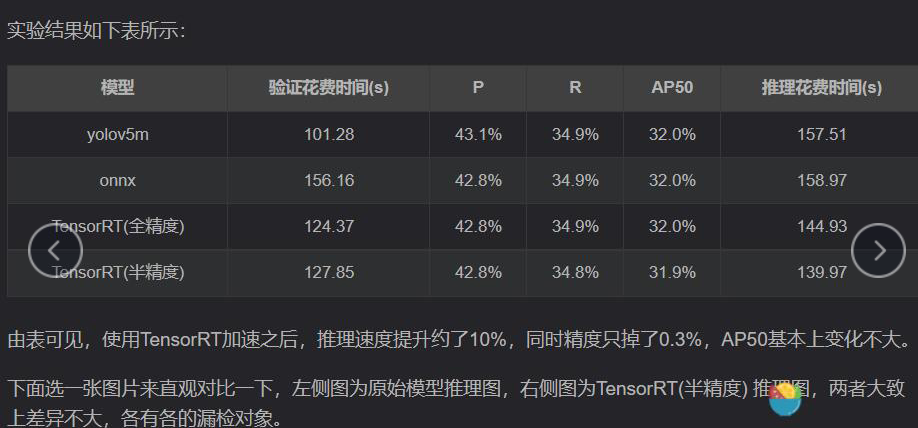 实验结果如下表所示：
模型 验证花费时间(s) P R AP50 推理花费时间(s)
yolov5m 101.28 43.1% 34.9% 32.0% 157.51
onnx 156.16 42.8% 34.9% 32.0% 158.97
TensorRT(全精度) 124.37 42.8% 34.9% 32.0% 144.93
TensorRT(半精度) 127.85 42.8% 34.8% 31.9% 139.97
由表可见，使用TensorRT加速之后，推理速度提升约了10%，同时精度只掉了0.3%，AP50基本上变化不大。
下面选一张图片来直观对比一下，左侧图为原始模型推理图，右侧图为TensorRT(半精度) 推理图，两者大致
上差异不大，各有各的漏检对象。